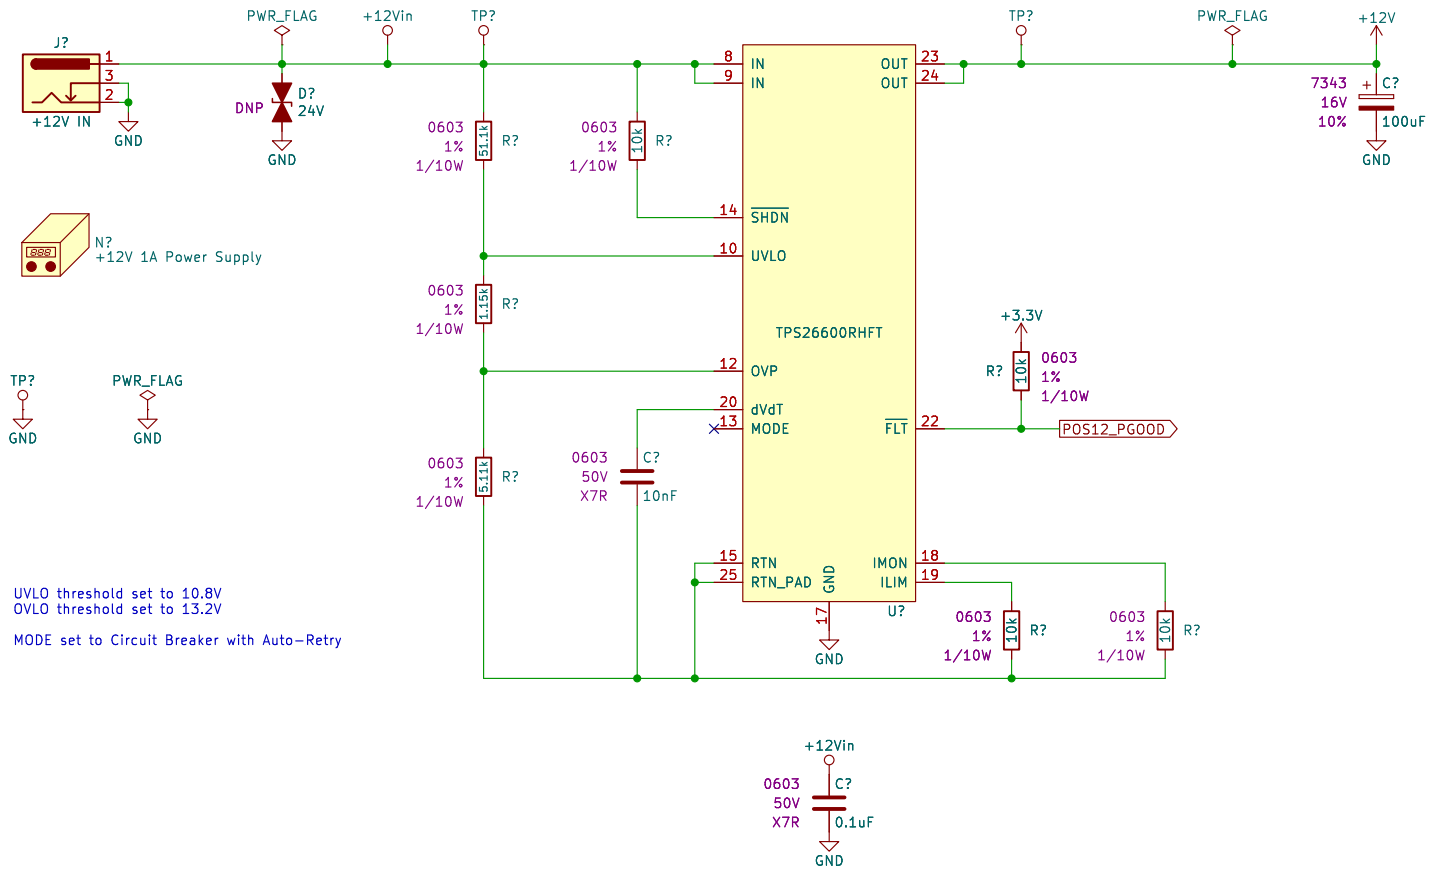 PWR_FLAG
+12Vin
TP?
TP?
PWR_FLAG
+12V
J?
1
3
2
+12V IN
GND
DNP
D?
24V
GND
0603
1%
1/10W
51.1k
R?
0603
1%
1/10W
10k
R?
8
IN
9
IN
OUT
23
OUT
24
7343
16V
10%
+
C?
100uF
GND
888
N?
+12V 1A Power Supply
14
SHDN
10
UVLO
0603
1%
1/10W
1.15k
R?
TPS26600RHFT
+3.3V
R?
10k
0603
1%
1/10W
12
OVP
20
dVdT
13
MODE
FLT
22
POS12_PGOOD
TP?
GND
PWR_FLAG
GND
0603
1%
1/10W
5.11k
R?
0603
50V
X7R
C?
10nF
15
RTN
25
RTN_PAD
GND
17
GND
IMON
18
ILIM
19
U?
0603
1%
1/10W
10k
R?
0603
1%
1/10W
10k
R?
UVLO threshold set to 10.8V
OVLO threshold set to 13.2V
MODE set to Circuit Breaker with Auto-Retry
+12Vin
0603
50V
X7R
C?
0.1uF
GND